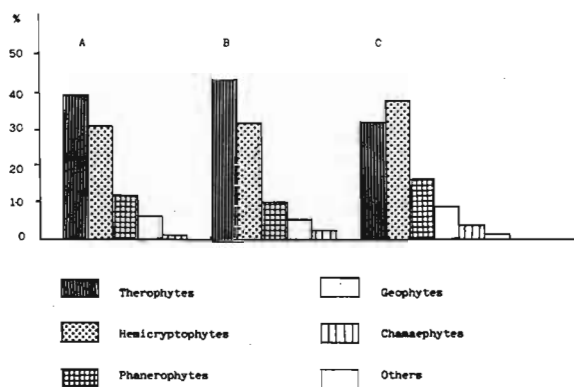 %
A B C
50
40
30
20
10
0
Therophytes Geophytes
Hemicryptophytes Chamaephytes
Phanerophytes Others